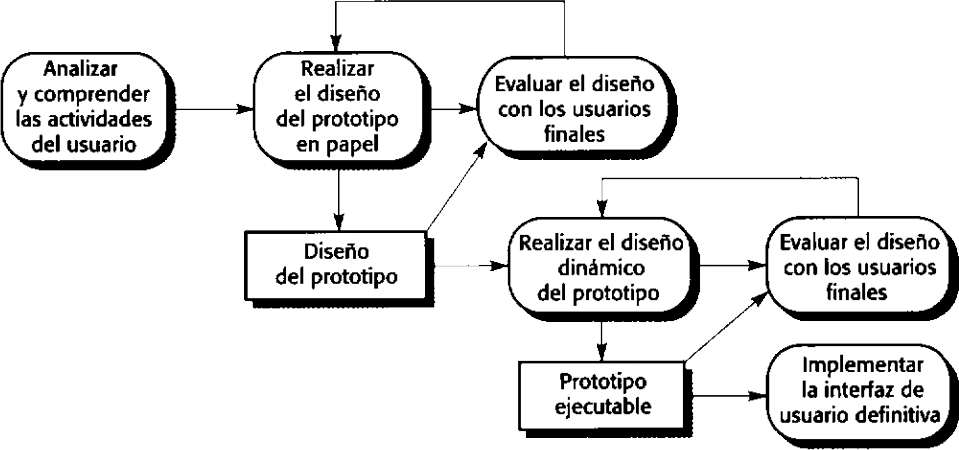 Analizar
y comprender
las actividades
del usuario
Realizar
el diseño
del prototipo
en papel
Evaluar el diseño
con los usuarios
finales
Diseño
del prototipo
Realizar el diseño
dinámico
del prototipo
Evaluar el diseño
con los usuarios
finales
Prototipo
ejecutable
Implementar
la interfaz de
usuario definitiva